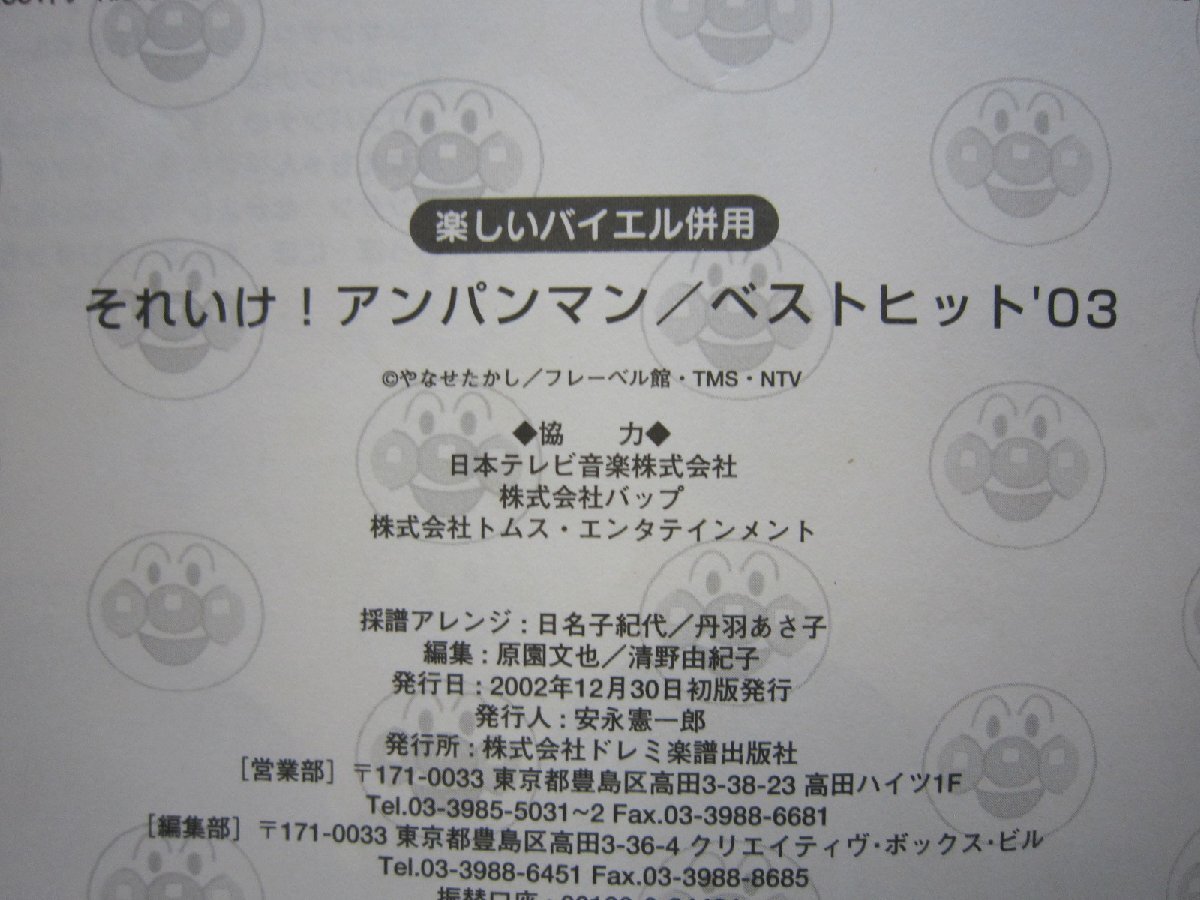 楽しいバイエル併用
それいけ！アンパンマン／ベストヒット'03
©やなせたかし／フレーベル館・TMS・NTV
◆協　力◆
日本テレビ音楽株式会社
株式会社バップ
株式会社トムス・エンタテインメント
採譜アレンジ：日名子紀代／丹羽あさ子
編集：原園文也／清野由紀子
発行日：2002年12月30日初版発行
発行人：安永憲一郎
発行所：株式会社ドレミ楽譜出版社
［営業部］〒171-0033 東京都豊島区高田3-38-23 高田ハイツ1F
Tel.03-3985-5031~2 Fax.03-3988-6681
［編集部］〒171-0033 東京都豊島区高田3-36-4 クリエイティヴ・ボックス・ビル
Tel.03-3988-6451 Fax.03-3988-8685